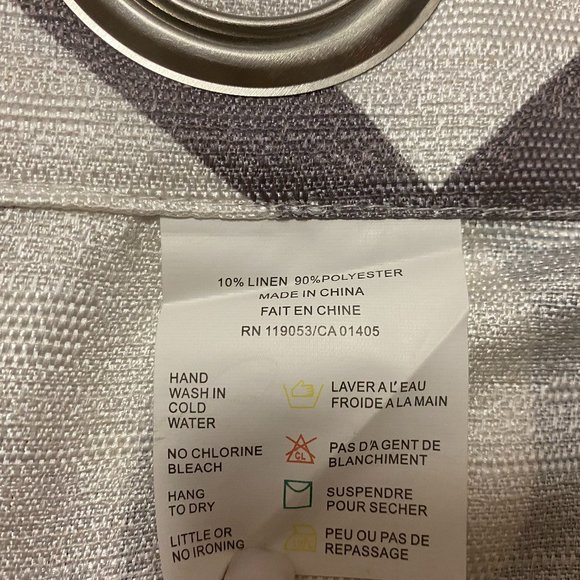 10% LINEN 90%POLYESTER
MADE IN CHINA
FAIT EN CHINE
RN 119053/CA 01405
HAND
WASH IN
COLD
WATER
LAVER A L'EAU
FROIDE A LA MAIN
NO CHLORINE
BLEACH
CL
PAS D'AGENT DE
BLANCHIMENT
HANG
TO DRY
SUSPENDRE
POUR SECHER
LITTLE OR
NO IRONING
PEU OU PAS DE
REPASSAGE